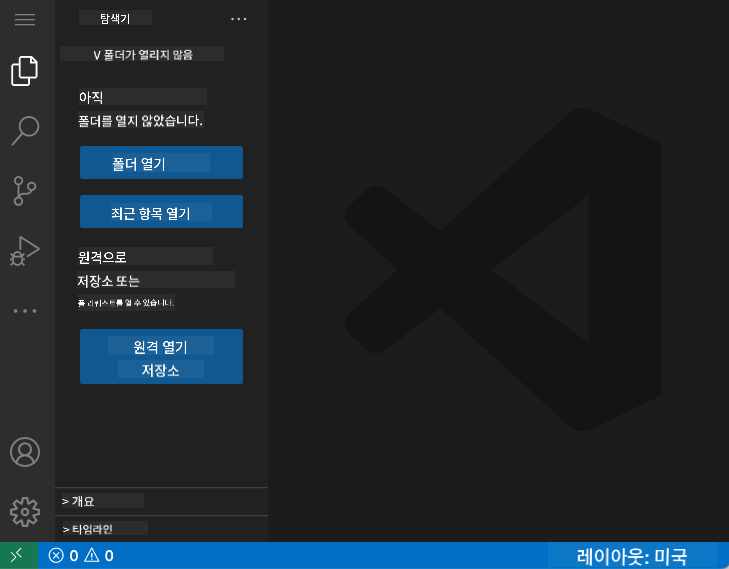 탐색기
V 폴더가 열리지 않음
아직
폴더를 열지 않았습니다.
폴더 열기
최근 항목 열기
원격으로
저장소 또는
풀 리퀘스트를 열 수 있습니다.
원격 열기
저장소
> 개요
> 타임라인
0 0
레이아웃: 미국